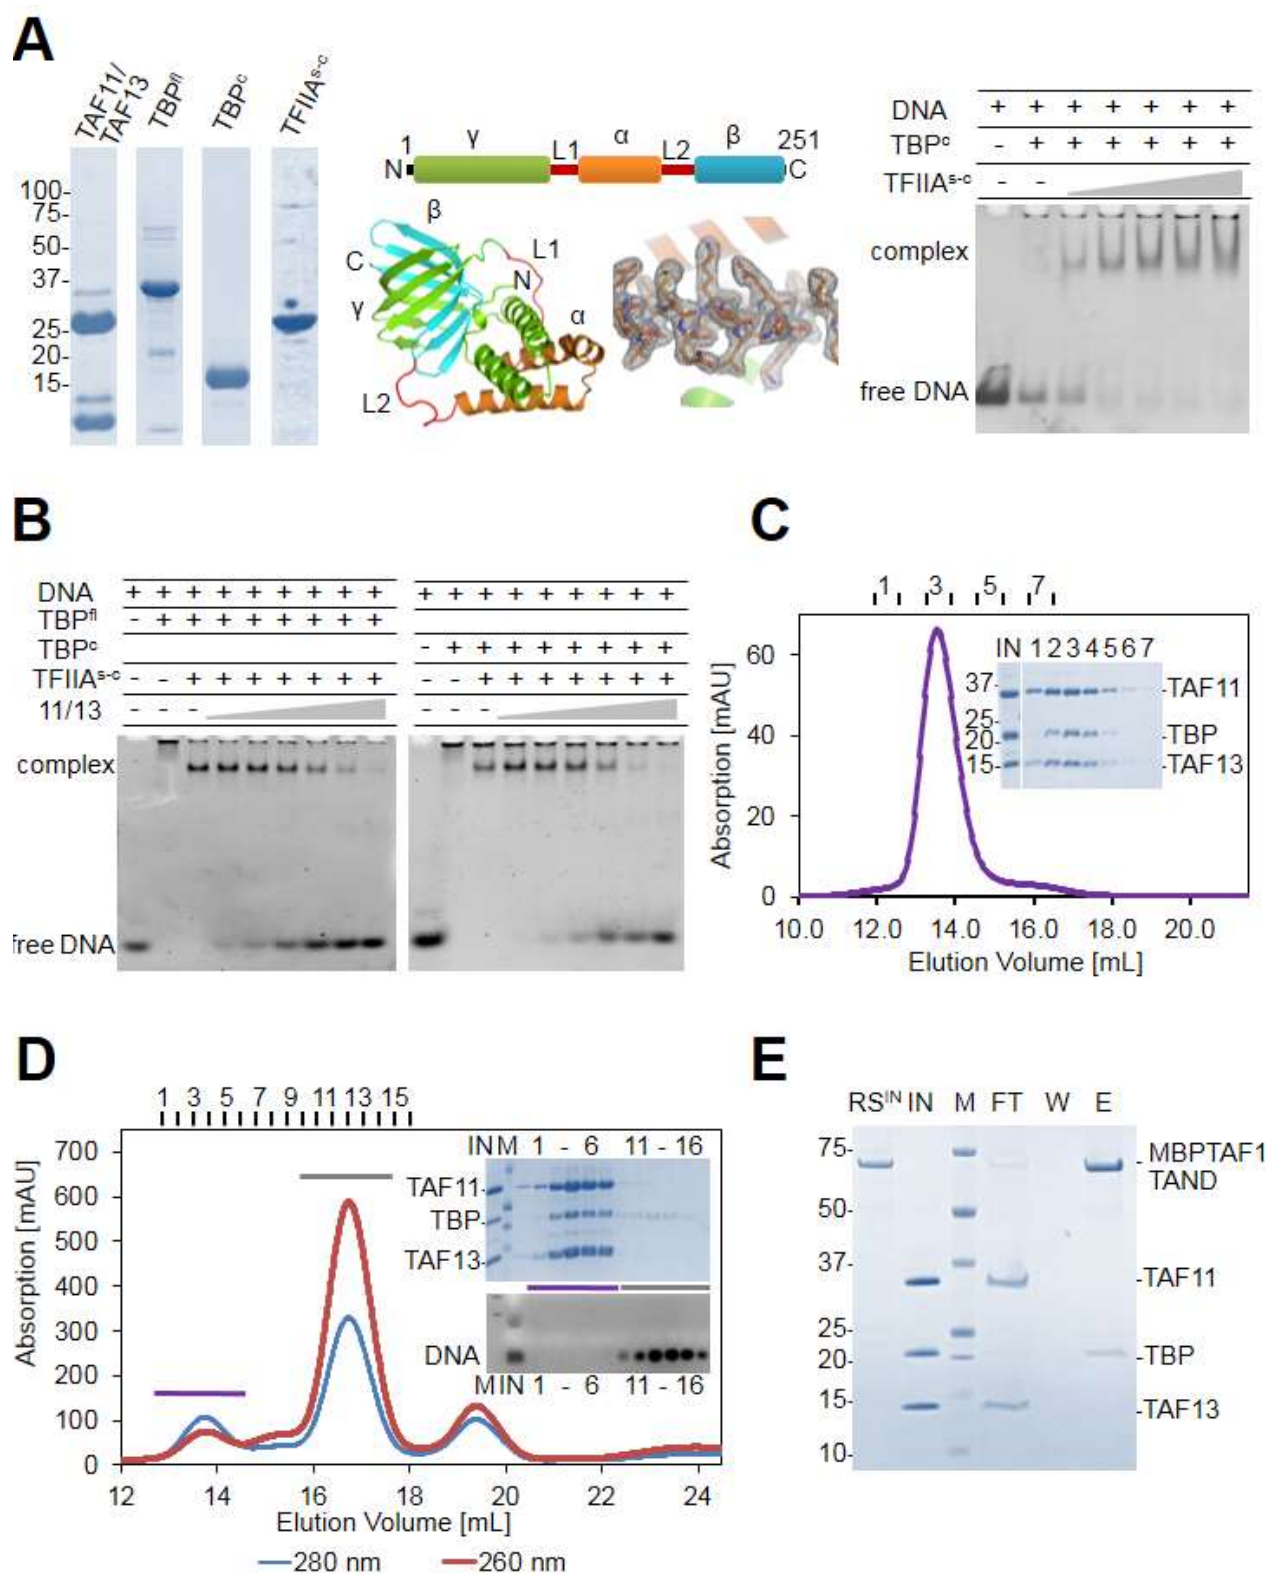 A
TAF11/
TAF13
TBPfl
TBPc
TFIIAs-c
100-
75-
50-
37-
25-
20-
15-
1 γ L1 α L2 β 251
N C
β
L1
C
N
γ
α
L2
DNA + + + + + + + +
TBPc - + + + + + + +
TFIIAs-c - -
complex
free DNA
B
DNA + + + + + + + + + + + + + + + + + +
TBPfl - + + + + + + + +
TBPc - + + + + + + + +
TFIIAs-c - - + + + + + + + - - + + + + + + +
11/13 - - - - - -
complex
free DNA
C
1 3 5 7
60
40
20
0
10.0 12.0 14.0 16.0 18.0 20.0
Absorption [mAU]
Elution Volume [mL]
IN 1 2 3 4 5 6 7
37-
25-
20-
15-
-TAF11
-TBP
-TAF13
D
1 3 5 7 9 11 13 15
700
600
500
400
300
200
100
0
12 14 16 18 20 22 24
Absorption [mAU]
Elution Volume [mL]
280 nm 260 nm
IN M 1 - 6 11 - 16
TAF11-
TBP-
TAF13-
DNA
M IN 1 - 6 11 - 16
E
RSIN IN M FT W E
75-
50-
37-
25-
20-
15-
10-
-MBPTAF1
TAND
-TAF11
-TBP
-TAF13